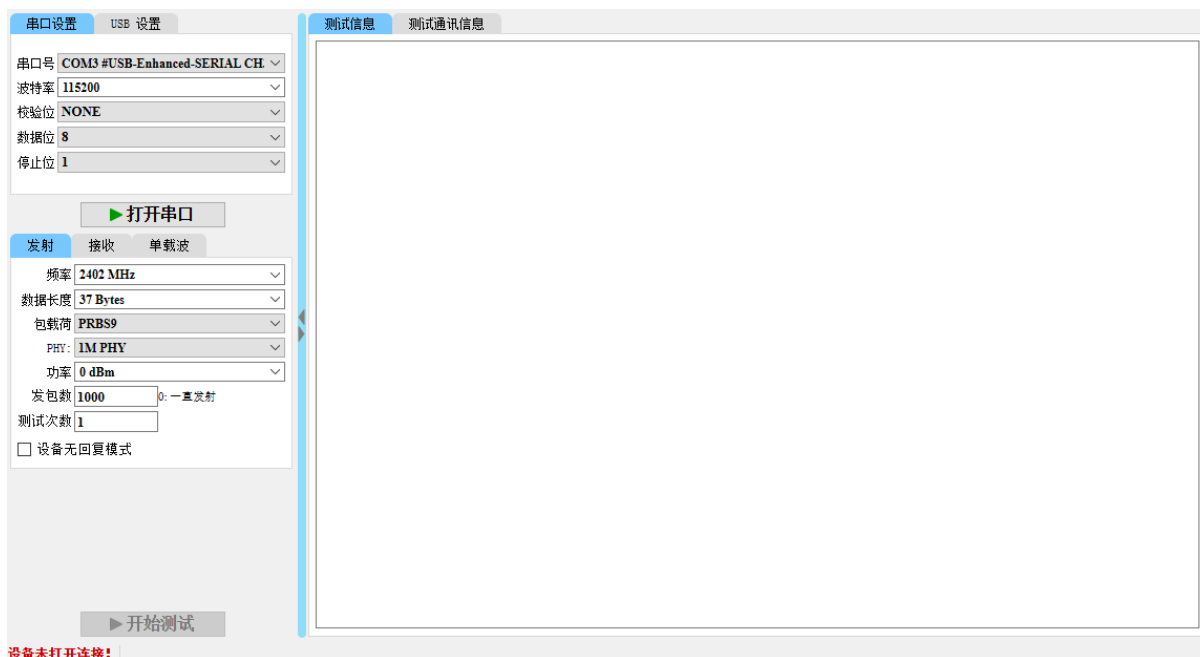 串口设置 USB 设置
串口号 COM3 #USB-Enhanced-SERIAL CH.
波特率 115200
校验位 NONE
数据位 8
停止位 1
打开串口
发射 接收 单载波
频率 2402 MHz
数据长度 37 Bytes
包载荷 PRBS9
PHY: 1M PHY
功率 0 dBm
发包数 1000 0: 一直发射
测试次数 1
设备无回复模式
开始测试
设备未打开连接!
测试信息 测试通讯信息